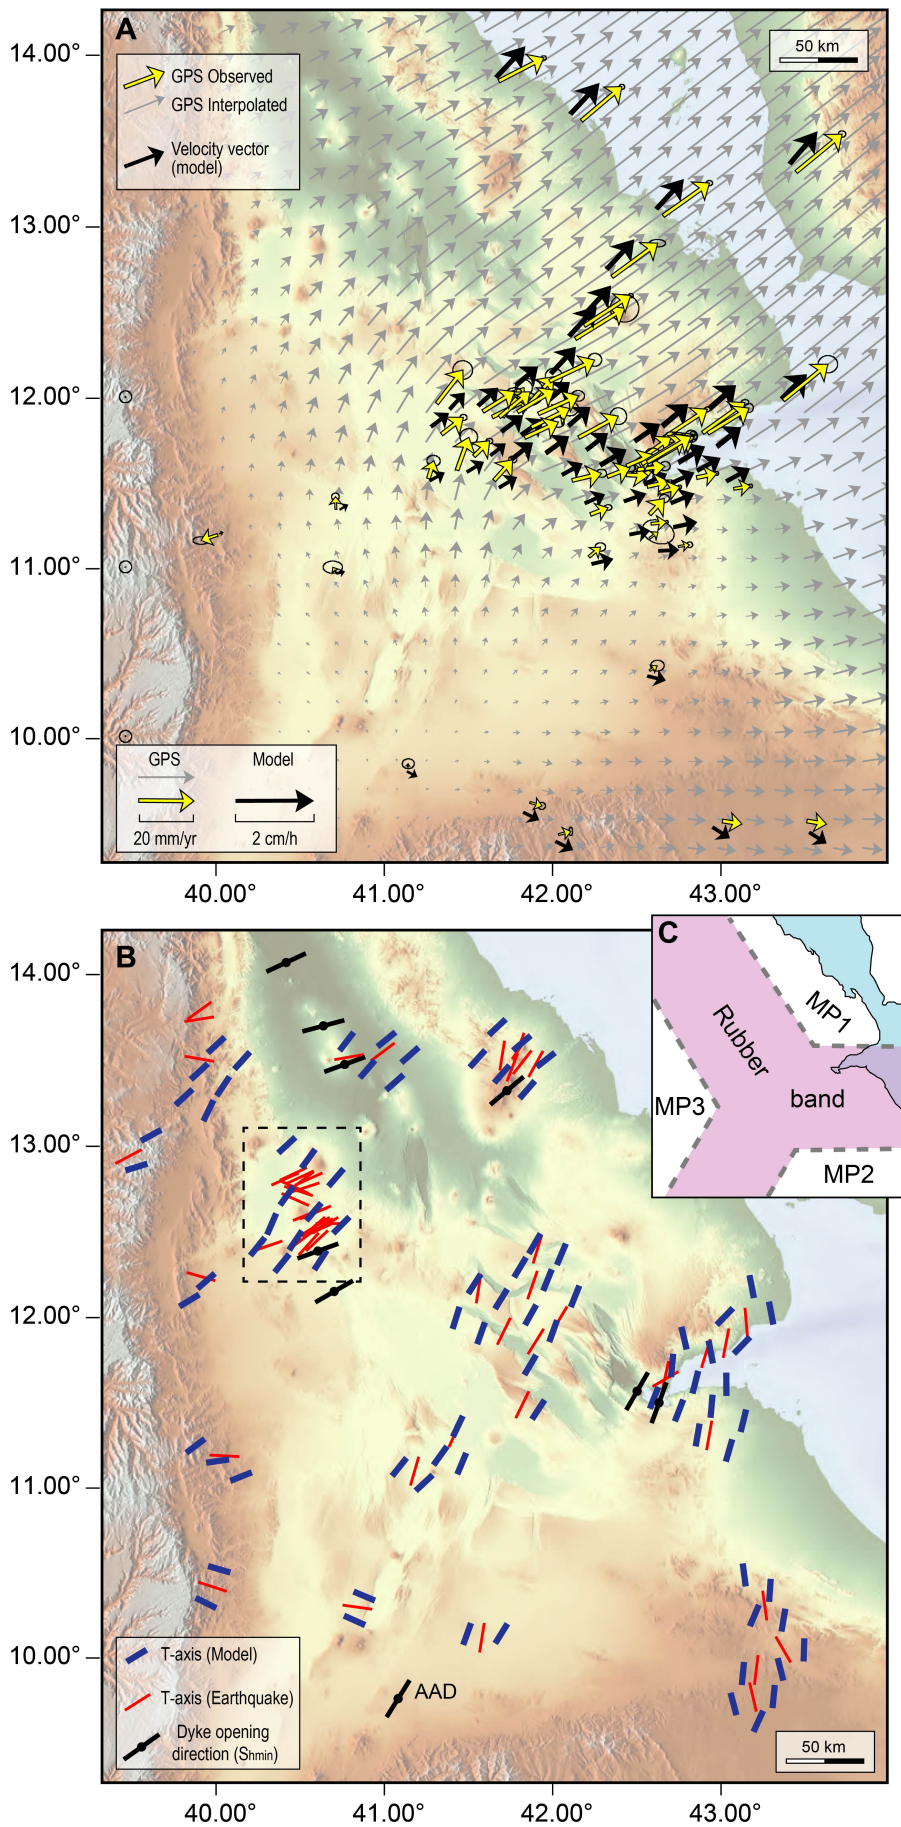 A
14.00°
13.00°
12.00°
11.00°
10.00°
GPS Observed
GPS Interpolated
Velocity vector
(model)
50 km
GPS
Model
20 mm/yr
2 cm/h
40.00°
41.00°
42.00°
43.00°
B
14.00°
13.00°
12.00°
11.00°
10.00°
C
MP1
Rubber
band
MP3
MP2
AAD
T-axis (Model)
T-axis (Earthquake)
Dyke opening
direction (Shmin)
50 km
40.00°
41.00°
42.00°
43.00°